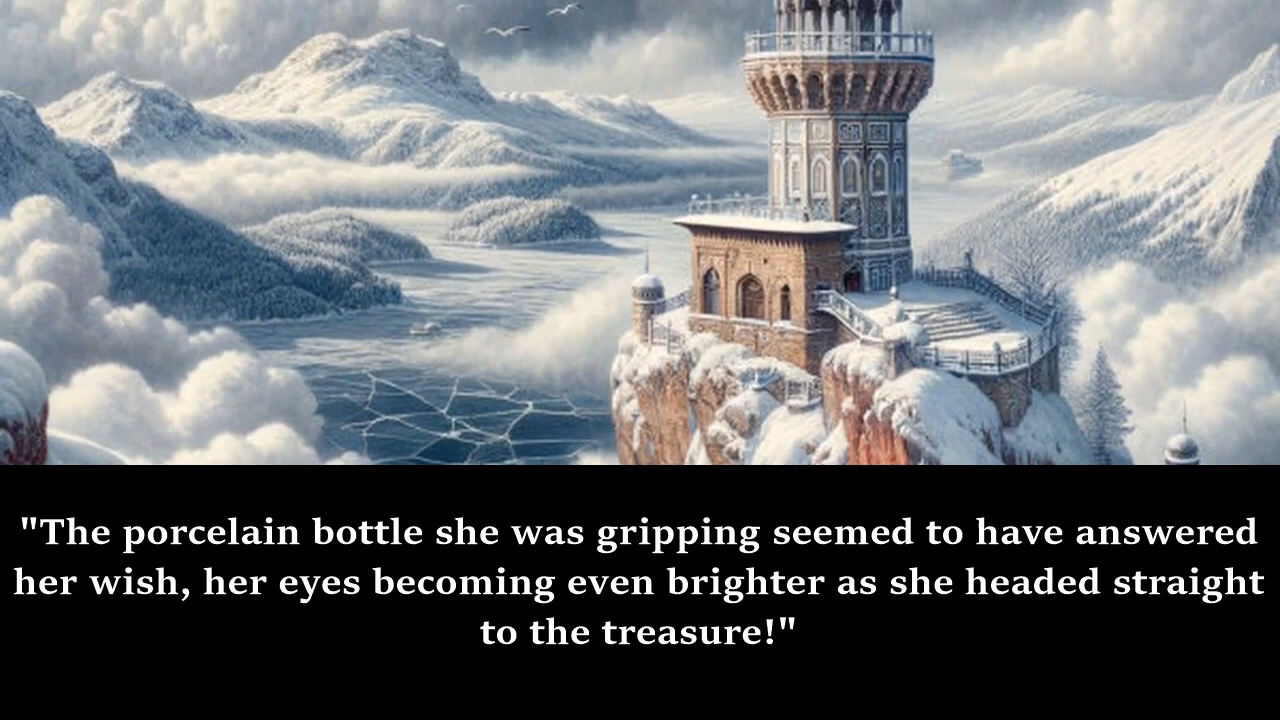 "The porcelain bottle she was gripping seemed to have answered
her wish, her eyes becoming even brighter as she headed straight
to the treasure!"